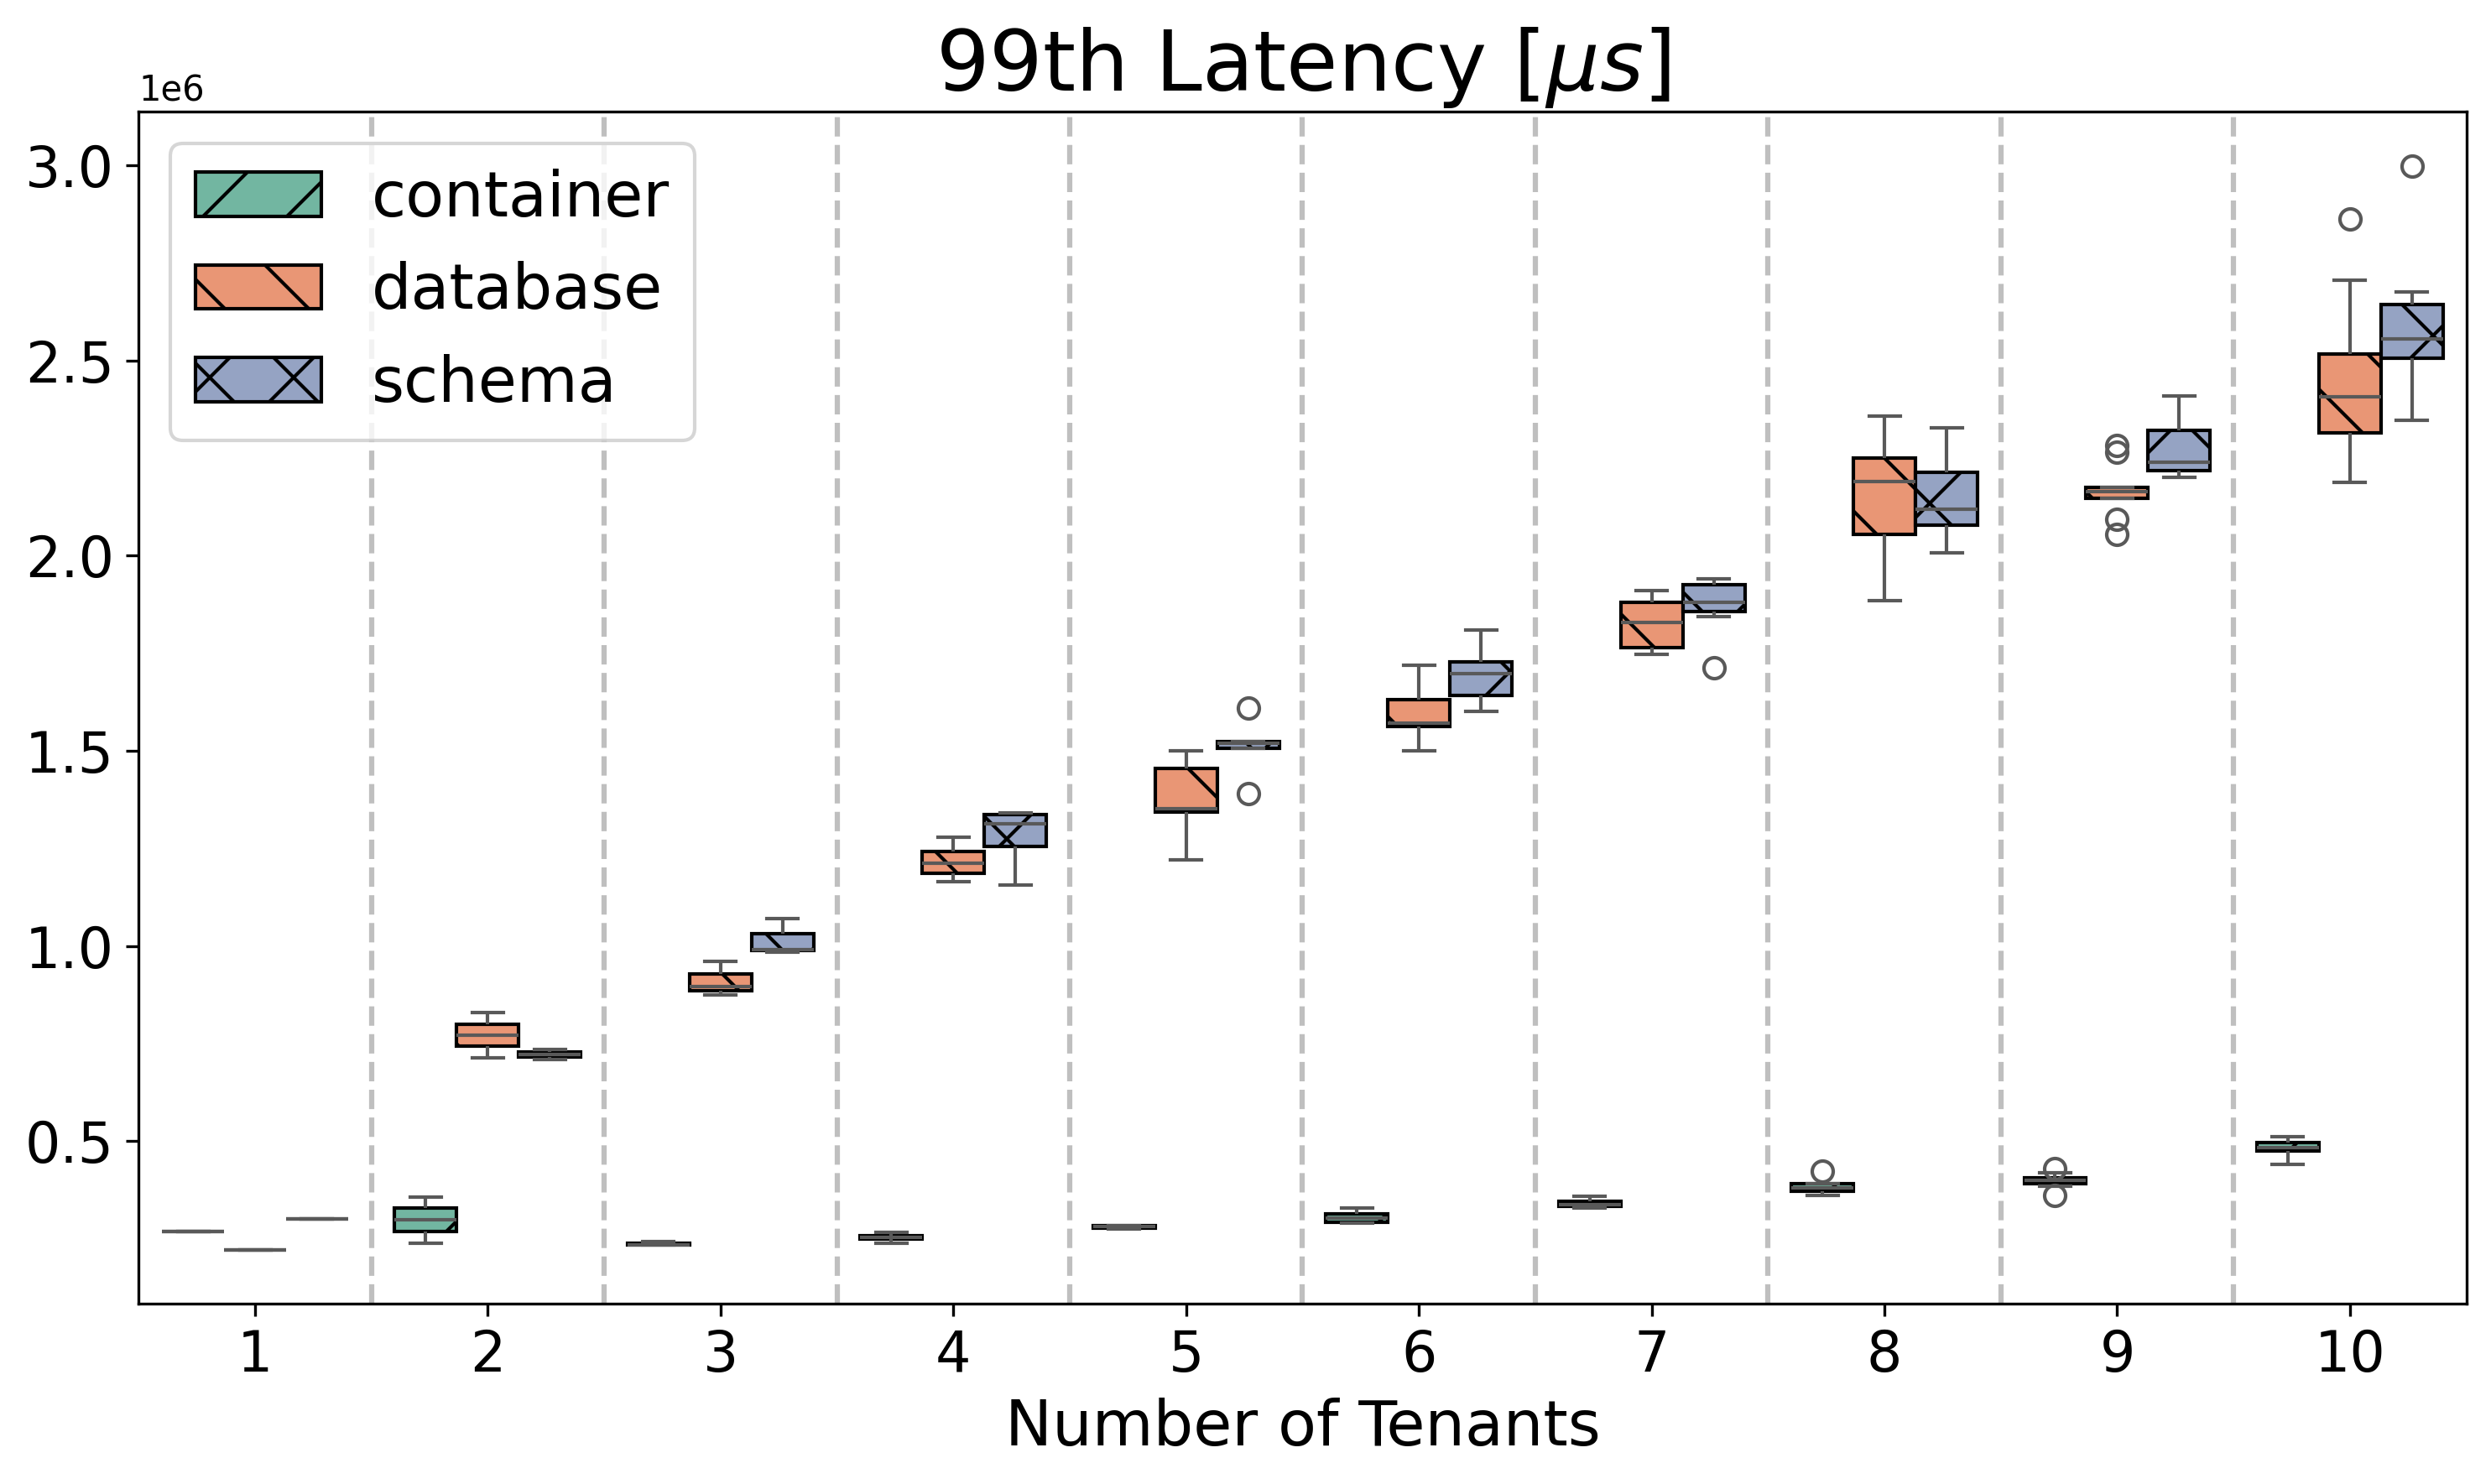 99th Latency [μs]
1e6
3.0
2.5
2.0
1.5
1.0
0.5
container
database
schema
1 2 3 4 5 6 7 8 9 10
Number of Tenants